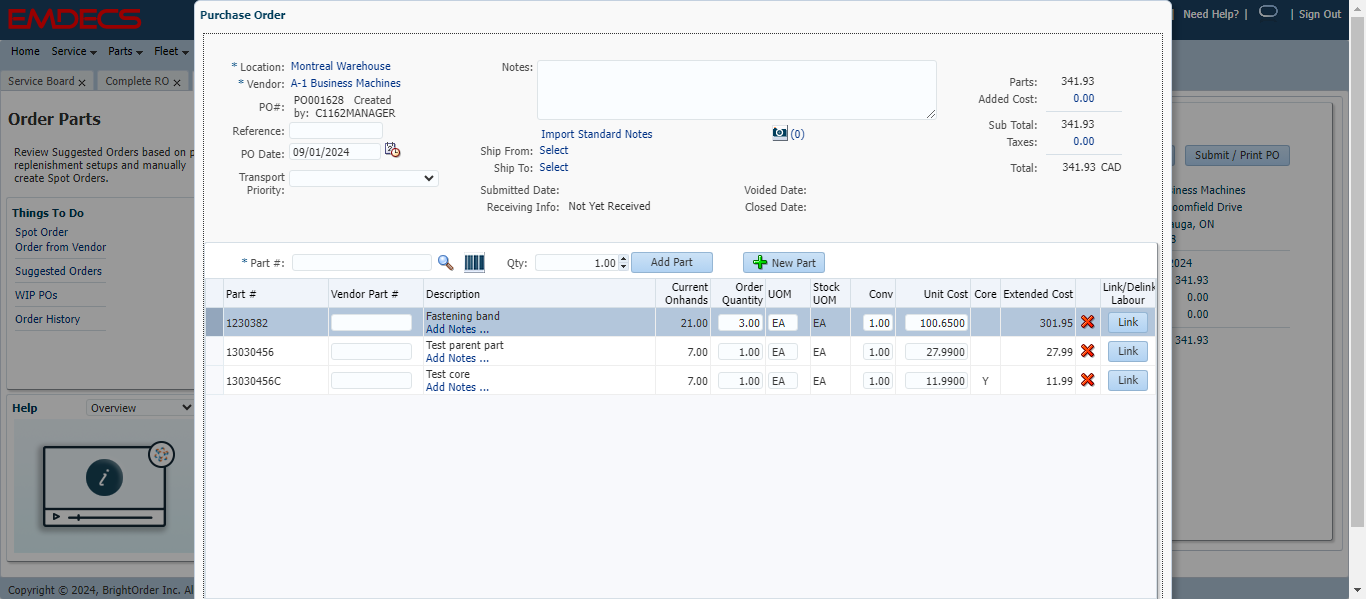 EMDECS
Need Help? |
| Sign Out
Home Service Parts Fleet
Service Board x
Complete RO x
Order Parts
Review Suggested Orders based on
replenishment setups and manually
create Spot Orders.
Things To Do
Spot Order
Order from Vendor
Suggested Orders
WIP POs
Order History
Help
Overview
i
Copyright © 2024, BrightOrder Inc.
Purchase Order
* Location: Montreal Warehouse
* Vendor: A-1 Business Machines
PO#: PO001628 Created
by: C1162MANAGER
Reference:
PO Date: 09/01/2024
Transport
Priority:
Notes:
Import Standard Notes
(0)
Ship From: Select
Ship To: Select
Submitted Date:
Voided Date:
Receiving Info: Not Yet Received
Closed Date:
Parts: 341.93
Added Cost: 0.00
Sub Total: 341.93
Taxes: 0.00
Total: 341.93 CAD
* Part #:
Qty: 1.00
Add Part
New Part
Part # Vendor Part # Description Current Onhands Order Quantity UOM Stock UOM Conv Unit Cost Core Extended Cost Link/Delink Labour
1230382 Fastening band 21.00 3.00 EA EA 1.00 100.6500 301.95 Link
Add Notes ...
13030456 Test parent part 7.00 1.00 EA EA 1.00 27.9900 27.99 Link
Add Notes ...
13030456C Test core 7.00 1.00 EA EA 1.00 11.9900 Y 11.99 Link
Add Notes ...
Submit / Print PO
iness Machines
oomfield Drive
auga, ON
2024
341.93
0.00
0.00
341.93